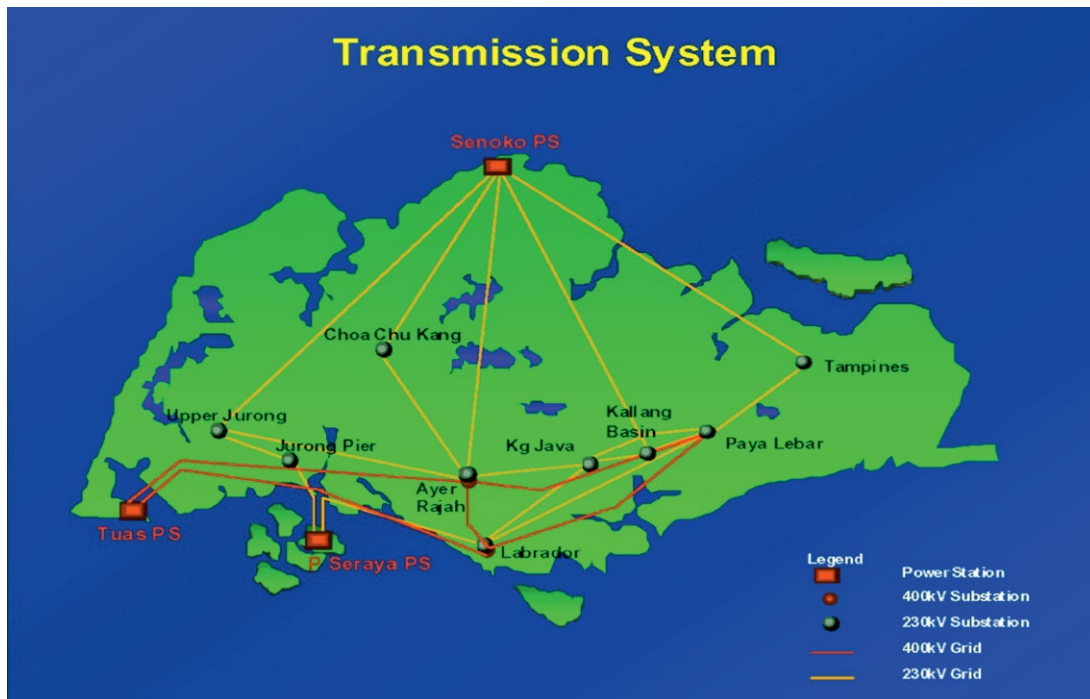 Transmission System
Senoko PS
Choa Chu Kang
Tampines
Upper Jurong
Kallang
Basin
Jurong Pier
Kg Java
Paya Lebar
Ayer
Rajah
Tuas PS
Labrador
P Seraya PS
Legend
Power Station
400kV Substation
230kV Substation
400kV Grid
230kV Grid